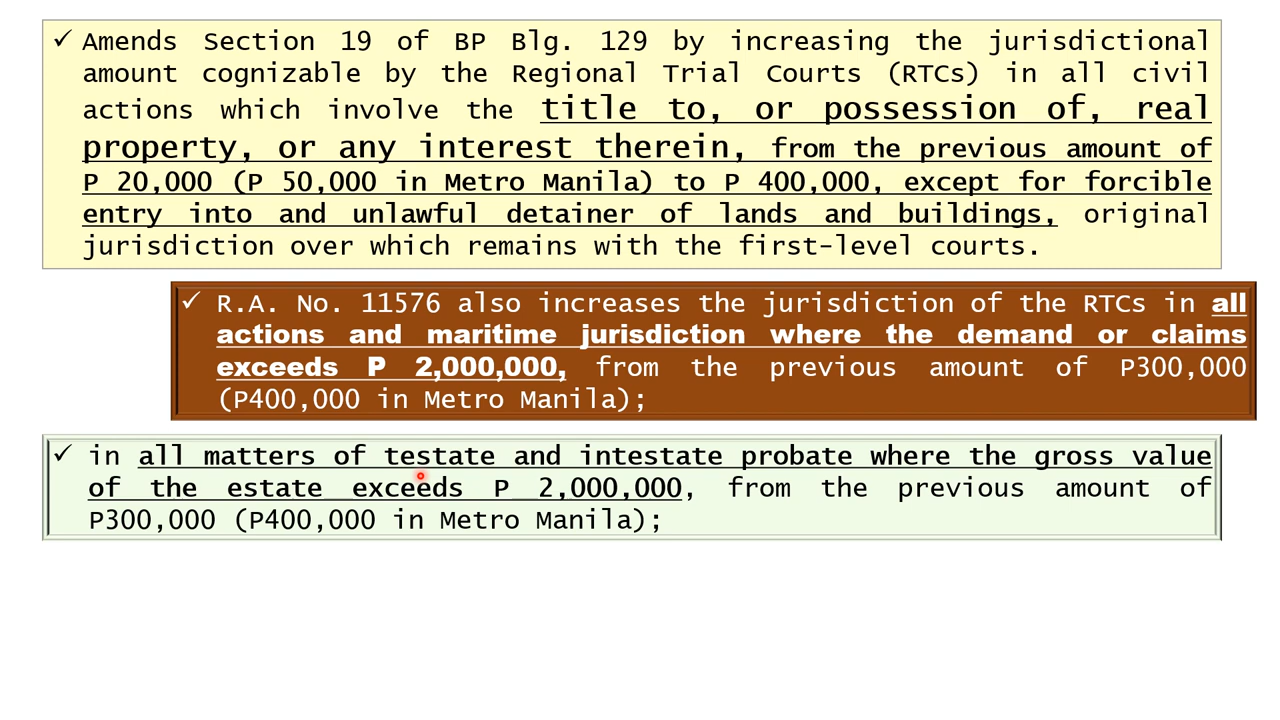 ✓ Amends Section 19 of BP Blg. 129 by increasing the jurisdictional
amount cognizable by the Regional Trial Courts (RTCs) in all civil
actions which involve the title to, or possession of, real
property, or any interest therein, from the previous amount of
P 20,000 (P 50,000 in Metro Manila) to P 400,000, except for forcible
entry into and unlawful detainer of lands and buildings, original
jurisdiction over which remains with the first-level courts.
✓ R.A. No. 11576 also increases the jurisdiction of the RTCs in all
actions and maritime jurisdiction where the demand or claims
exceeds P 2,000,000, from the previous amount of P300,000
(P400,000 in Metro Manila);
✓ in all matters of testate and intestate probate where the gross value
of the estate exceeds P 2,000,000, from the previous amount of
P300,000 (P400,000 in Metro Manila);